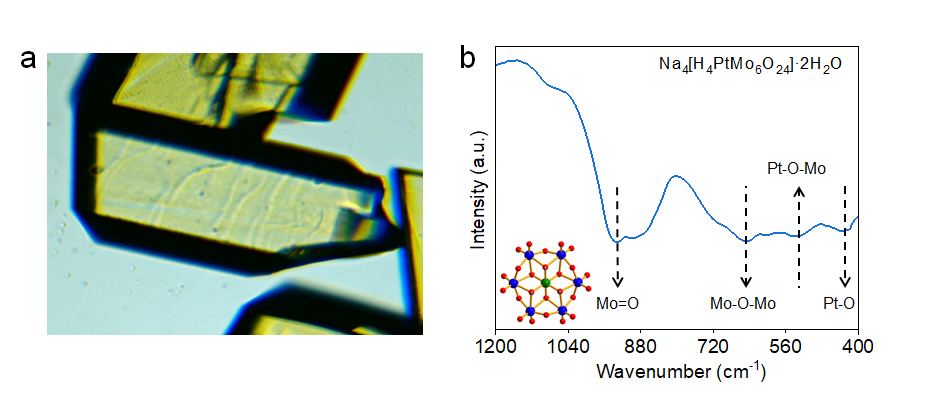 a
b
Na₄[H₄PtMo₆O₂₄]·2H₂O
Pt-O-Mo
Intensity (a.u.)
Mo=O
Mo-O-Mo
Pt-O
1200 1040 880 720 560 400
Wavenumber (cm⁻¹)